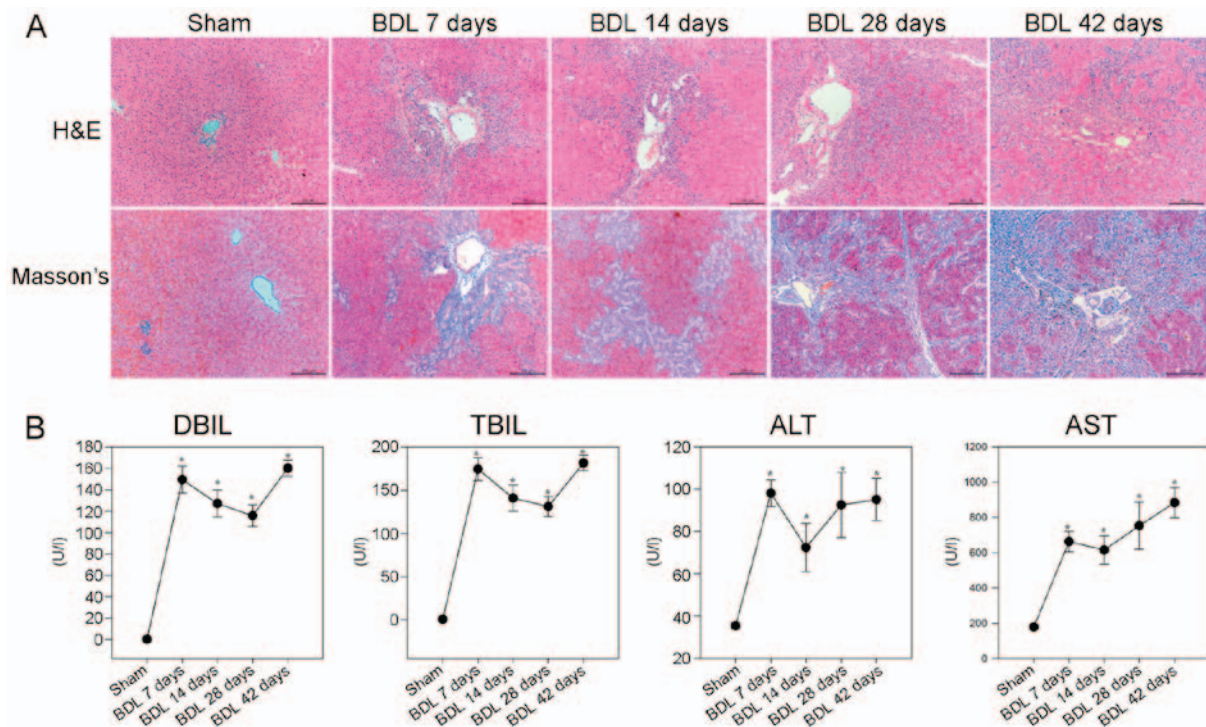 A
Sham BDL 7 days BDL 14 days BDL 28 days BDL 42 days
H&E
Masson's
B
DBIL TBIL ALT AST
(U/l)
180
160
140
120
100
80
60
40
20
0
Sham
BDL 7 days
BDL 14 days
BDL 28 days
BDL 42 days
* * * *
(U/l)
200
150
100
50
0
Sham
BDL 7 days
BDL 14 days
BDL 28 days
BDL 42 days
* * * *
(U/l)
120
100
80
60
40
20
Sham
BDL 7 days
BDL 14 days
BDL 28 days
BDL 42 days
* * * *
(U/l)
1200
1000
800
600
400
200
0
Sham
BDL 7 days
BDL 14 days
BDL 28 days
BDL 42 days
* * * *